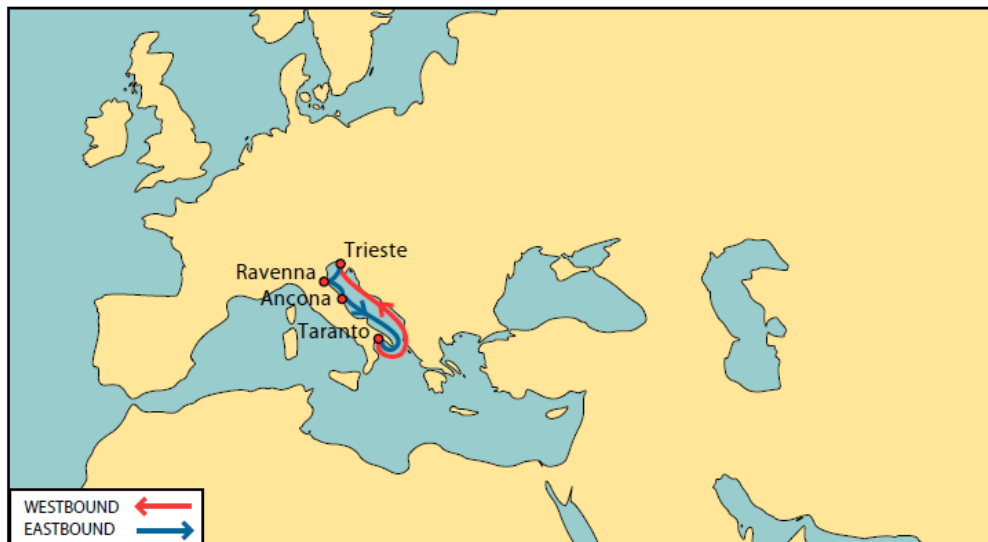 Trieste
Ravenna
Ancona
Taranto
WESTBOUND
EASTBOUND